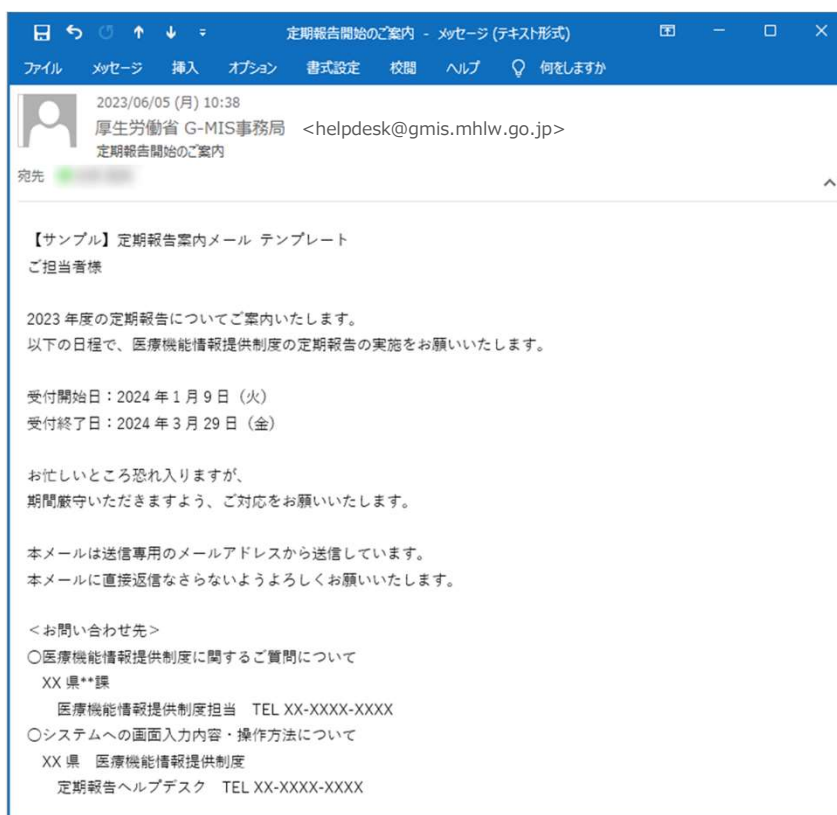 定期報告開始のご案内 - メッセージ (テキスト形式)
ファイル メッセージ 挿入 オプション 書式設定 校閲 ヘルプ 何をしますか
2023/06/05 (月) 10:38
厚生労働省 G-MIS事務局 <helpdesk@gmis.mhlw.go.jp>
定期報告開始のご案内
宛先
【サンプル】定期報告案内メール テンプレート
ご担当者様
2023 年度の定期報告についてご案内いたします。
以下の日程で、医療機能情報提供制度の定期報告の実施をお願いいたします。
受付開始日：2024 年 1 月 9 日（火）
受付終了日：2024 年 3 月 29 日（金）
お忙しいところ恐れ入りますが、
期間厳守いただきますよう、ご対応をお願いいたします。
本メールは送信専用のメールアドレスから送信しています。
本メールに直接返信なさらないようよろしくお願いいたします。
＜お問い合わせ先＞
〇医療機能情報提供制度に関するご質問について
XX 県**課
医療機能情報提供制度担当 TEL XX-XXXX-XXXX
〇システムへの画面入力内容・操作方法について
XX 県 医療機能情報提供制度
定期報告ヘルプデスク TEL XX-XXXX-XXXX